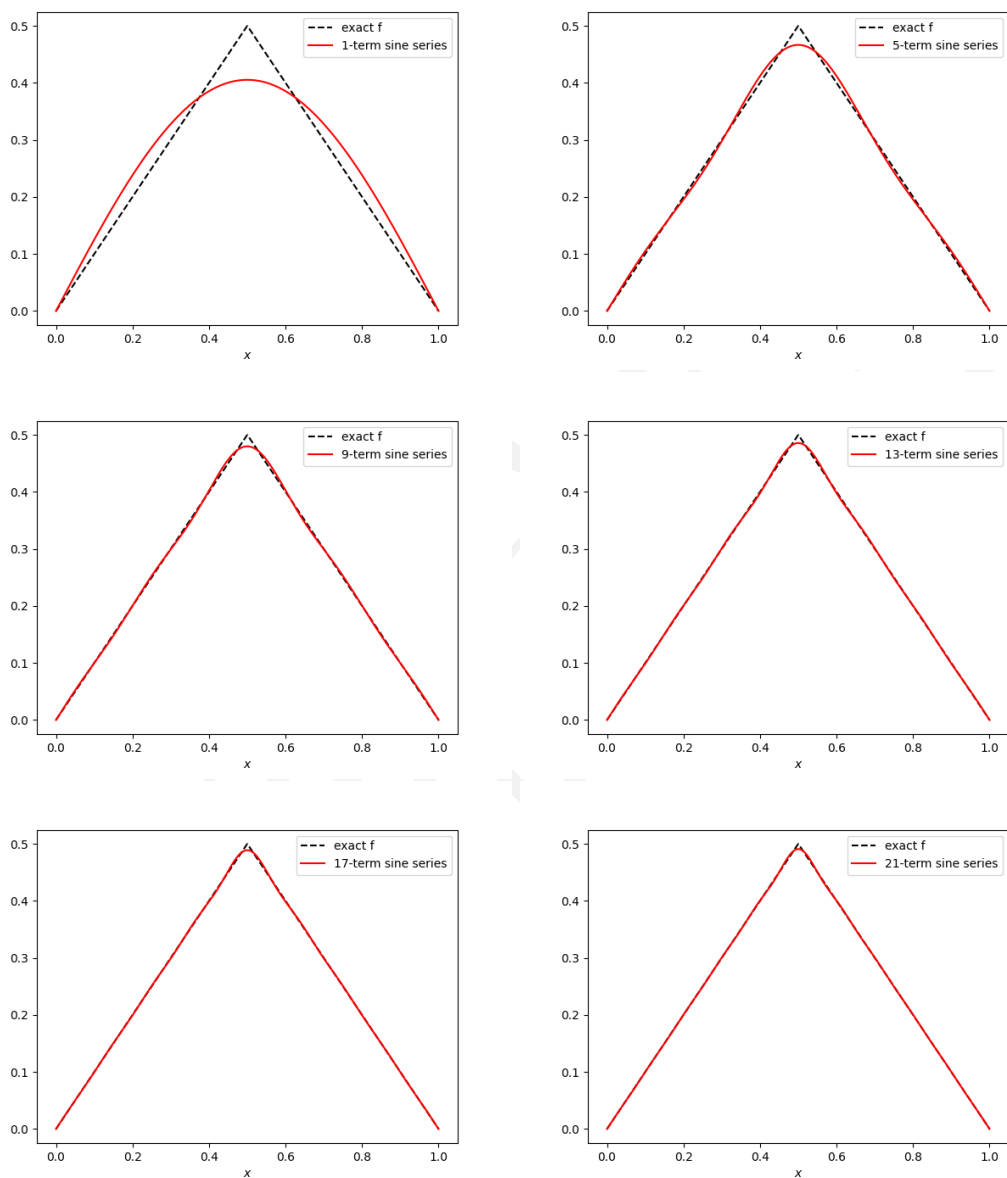 0.5
0.4
0.3
0.2
0.1
0.0
0.0 0.2 0.4 0.6 0.8 1.0
x
exact f
1-term sine series
0.5
0.4
0.3
0.2
0.1
0.0
0.0 0.2 0.4 0.6 0.8 1.0
x
exact f
5-term sine series
0.5
0.4
0.3
0.2
0.1
0.0
0.0 0.2 0.4 0.6 0.8 1.0
x
exact f
9-term sine series
0.5
0.4
0.3
0.2
0.1
0.0
0.0 0.2 0.4 0.6 0.8 1.0
x
exact f
13-term sine series
0.5
0.4
0.3
0.2
0.1
0.0
0.0 0.2 0.4 0.6 0.8 1.0
x
exact f
17-term sine series
0.5
0.4
0.3
0.2
0.1
0.0
0.0 0.2 0.4 0.6 0.8 1.0
x
exact f
21-term sine series